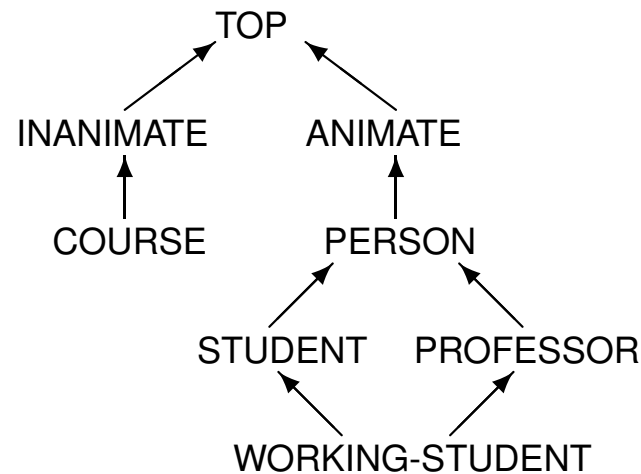 TOP
INANIMATE ANIMATE
COURSE PERSON
STUDENT PROFESSOR
WORKING-STUDENT